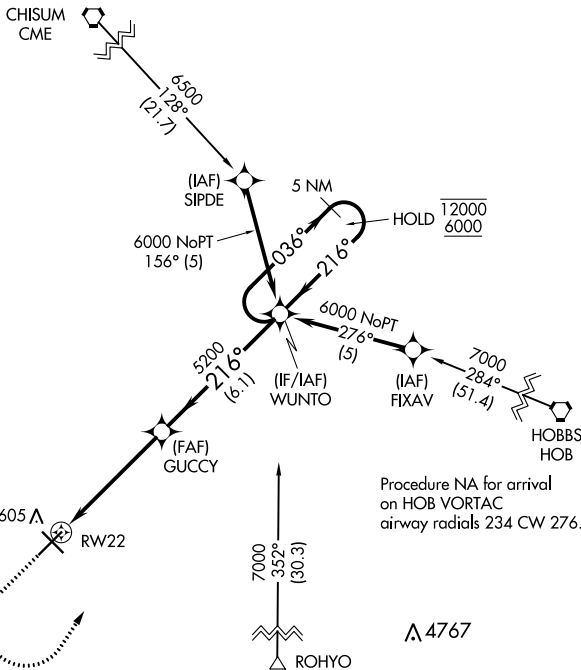 CHISUM
CME
6500
128°
(21.7)
(IAF)
SIPDE
5 NM
HOLD
12000
6000
6000 NoPT
156° (5)
036°
216°
6000 NoPT
276°
(5)
5200
216°
(6.1)
(IF/IAF)
WUNTO
(IAF)
FIXAV
7000
284°
(51.4)
HOBBS
HOB
(FAF)
GUCCY
Procedure NA for arrival
on HOB VORTAC
airway radials 234 CW 276.
605
RW22
7000
352°
(30.3)
4767
ROHYO